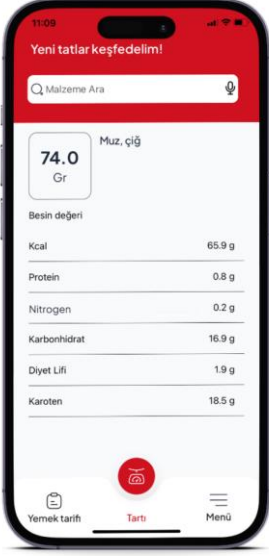 11:09
Yeni tatlar keşfedelim!
Malzeme Ara
74.0
Gr
Muz, çiğ
Besin değeri
Kcal 65.9 g
Protein 0.8 g
Nitrogen 0.2 g
Karbonhidrat 16.9 g
Diyet Lifi 1.9 g
Karoten 18.5 g
Yemek tarifi
Tartı
Menü